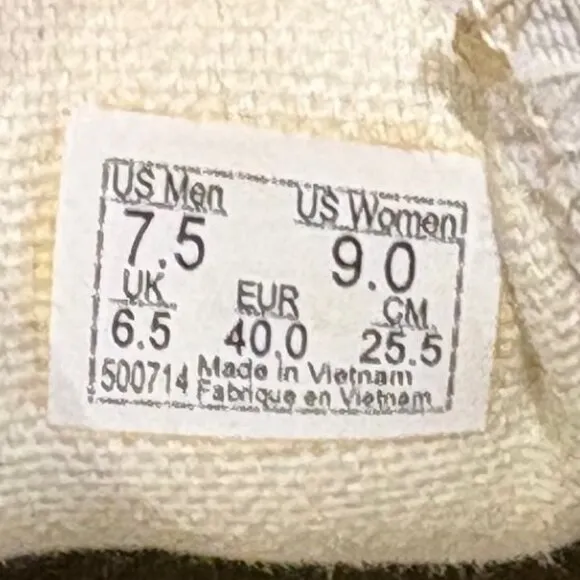 US Men US Women
7.5 9.0
UK EUR CM
6.5 40.0 25.5
500714 Made in Vietnam
Fabrique en Vietnam